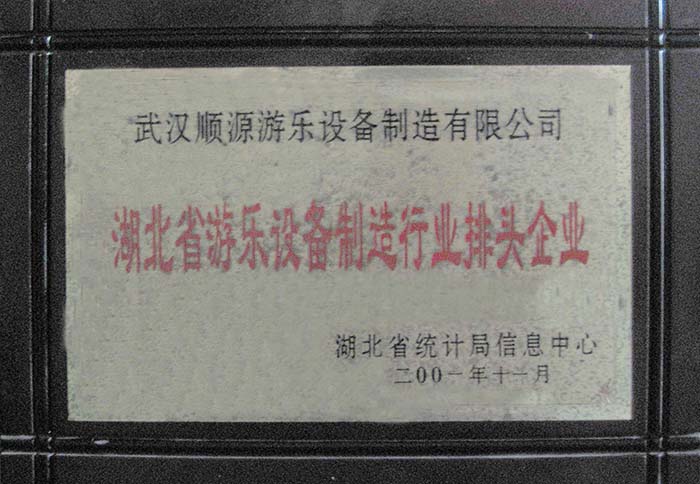 武汉顺源游乐设备制造有限公司
湖北省游乐设备制造行业排头企业
湖北省统计局信息中心
二00一年十一月